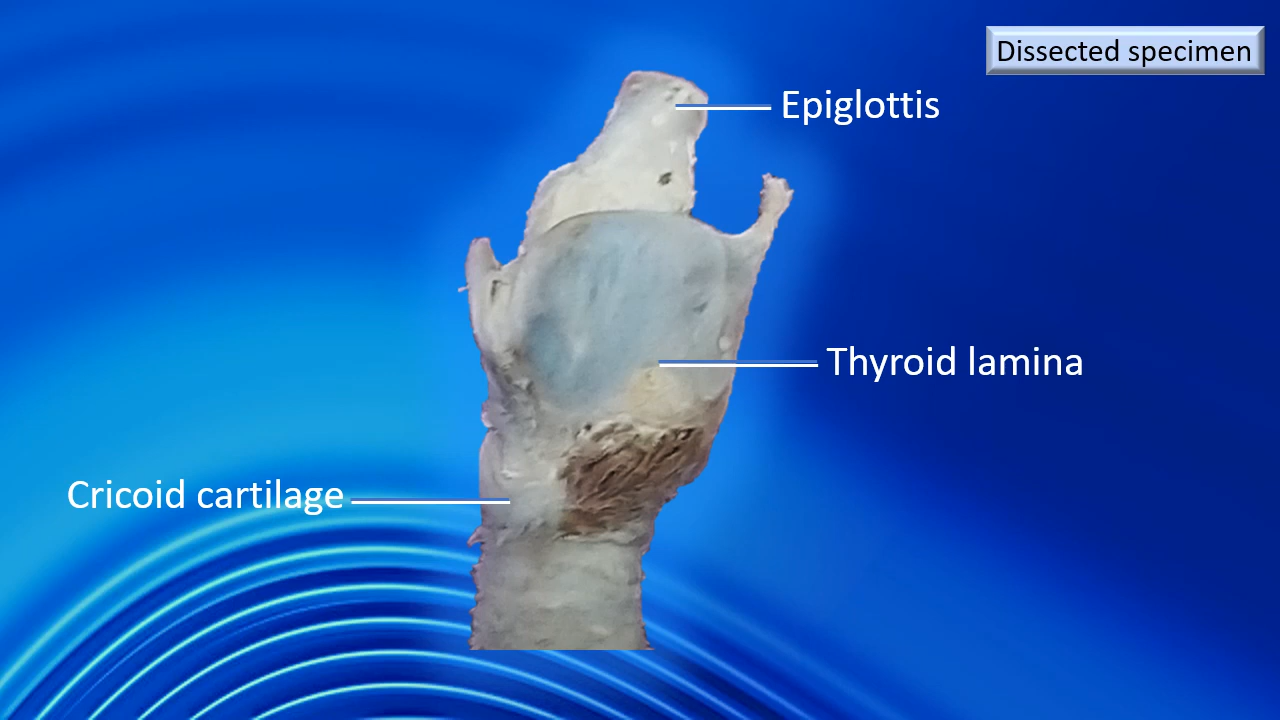 Dissected specimen
Epiglottis
Thyroid lamina
Cricoid cartilage